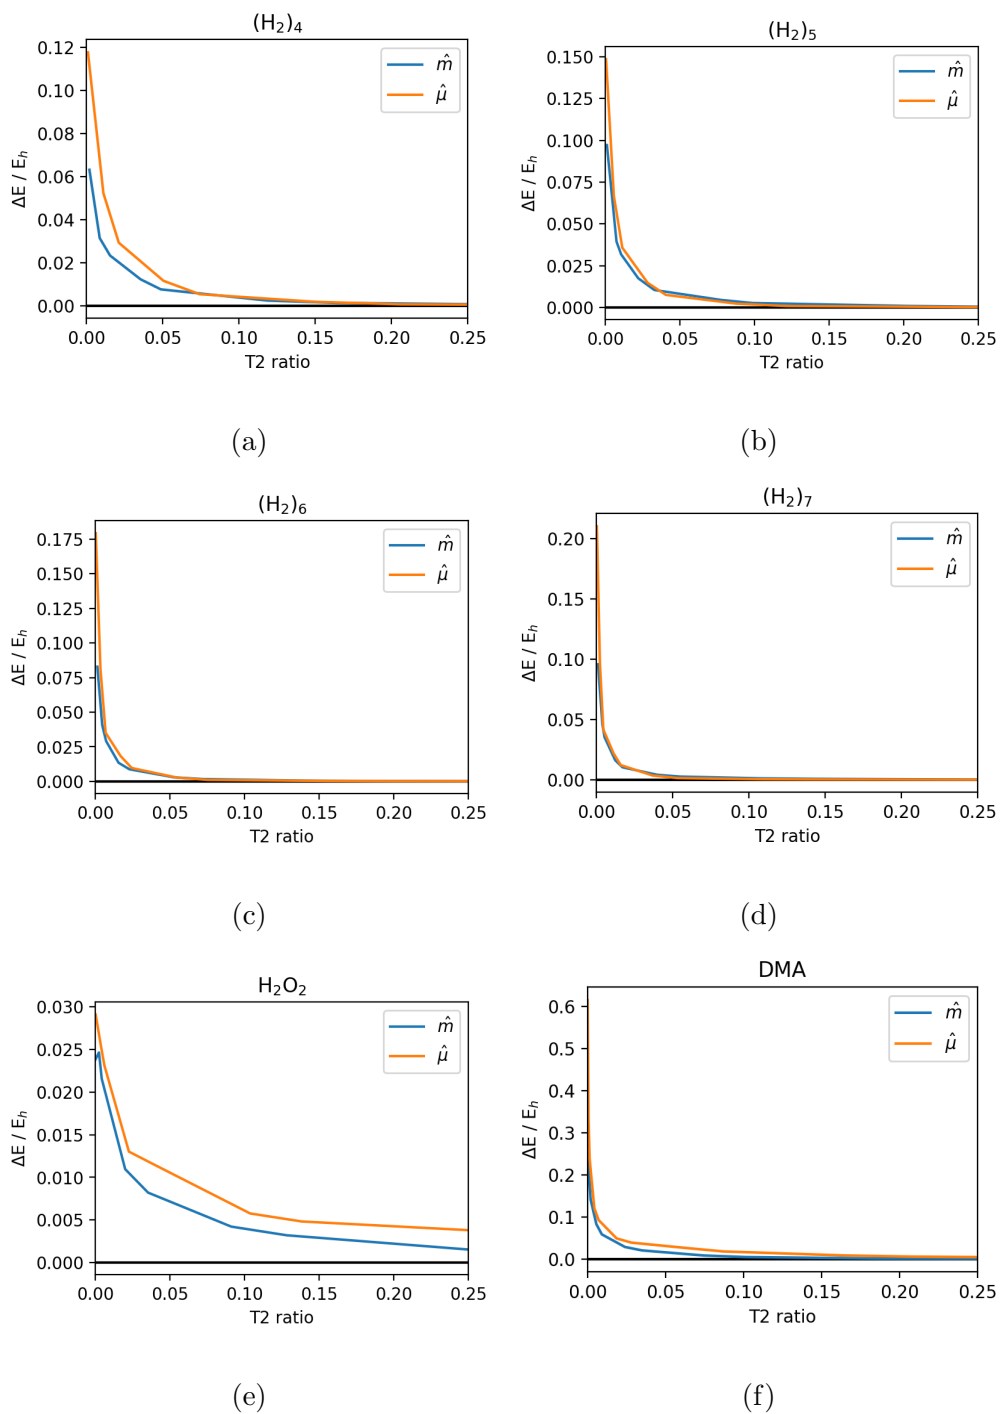 (H₂)₄
0.12
0.10
0.08
0.06
0.04
0.02
0.00
ΔE / Eₕ
m̂
μ̂
0.00 0.05 0.10 0.15 0.20 0.25
T2 ratio
(a)
(H₂)₅
0.150
0.125
0.100
0.075
0.050
0.025
0.000
ΔE / Eₕ
m̂
μ̂
0.00 0.05 0.10 0.15 0.20 0.25
T2 ratio
(b)
(H₂)₆
0.175
0.150
0.125
0.100
0.075
0.050
0.025
0.000
ΔE / Eₕ
m̂
μ̂
0.00 0.05 0.10 0.15 0.20 0.25
T2 ratio
(c)
(H₂)₇
0.20
0.15
0.10
0.05
0.00
ΔE / Eₕ
m̂
μ̂
0.00 0.05 0.10 0.15 0.20 0.25
T2 ratio
(d)
H₂O₂
0.030
0.025
0.020
0.015
0.010
0.005
0.000
ΔE / Eₕ
m̂
μ̂
0.00 0.05 0.10 0.15 0.20 0.25
T2 ratio
(e)
DMA
0.6
0.5
0.4
0.3
0.2
0.1
0.0
ΔE / Eₕ
m̂
μ̂
0.00 0.05 0.10 0.15 0.20 0.25
T2 ratio
(f)